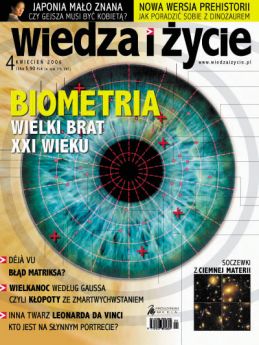 JAPONIA MAŁO ZNANA
CZY GEJSZA MUSI BYĆ KOBIETĄ?
NOWA WERSJA PREHISTORII
JAK PORADZIĆ SOBIE Z DINOZAUREM
wiedza i życie
4 KWIECIEŃ 2006
www.wiedzaizycie.pl
BIOMETRIA
WIELKI BRAT
XXI WIEKU
DÉJÀ VU
BŁĄD MATRIKSA?
WIELKANOC WEDŁUG GAUSSA
CZYLI KŁOPOTY ZE ZMARTWYCHWSTANIEM
INNA TWARZ LEONARDA DA VINCI
KTO JEST NA SŁYNNYM PORTRECIE?
SOCZEWKI
Z CIEMNEJ MATERII